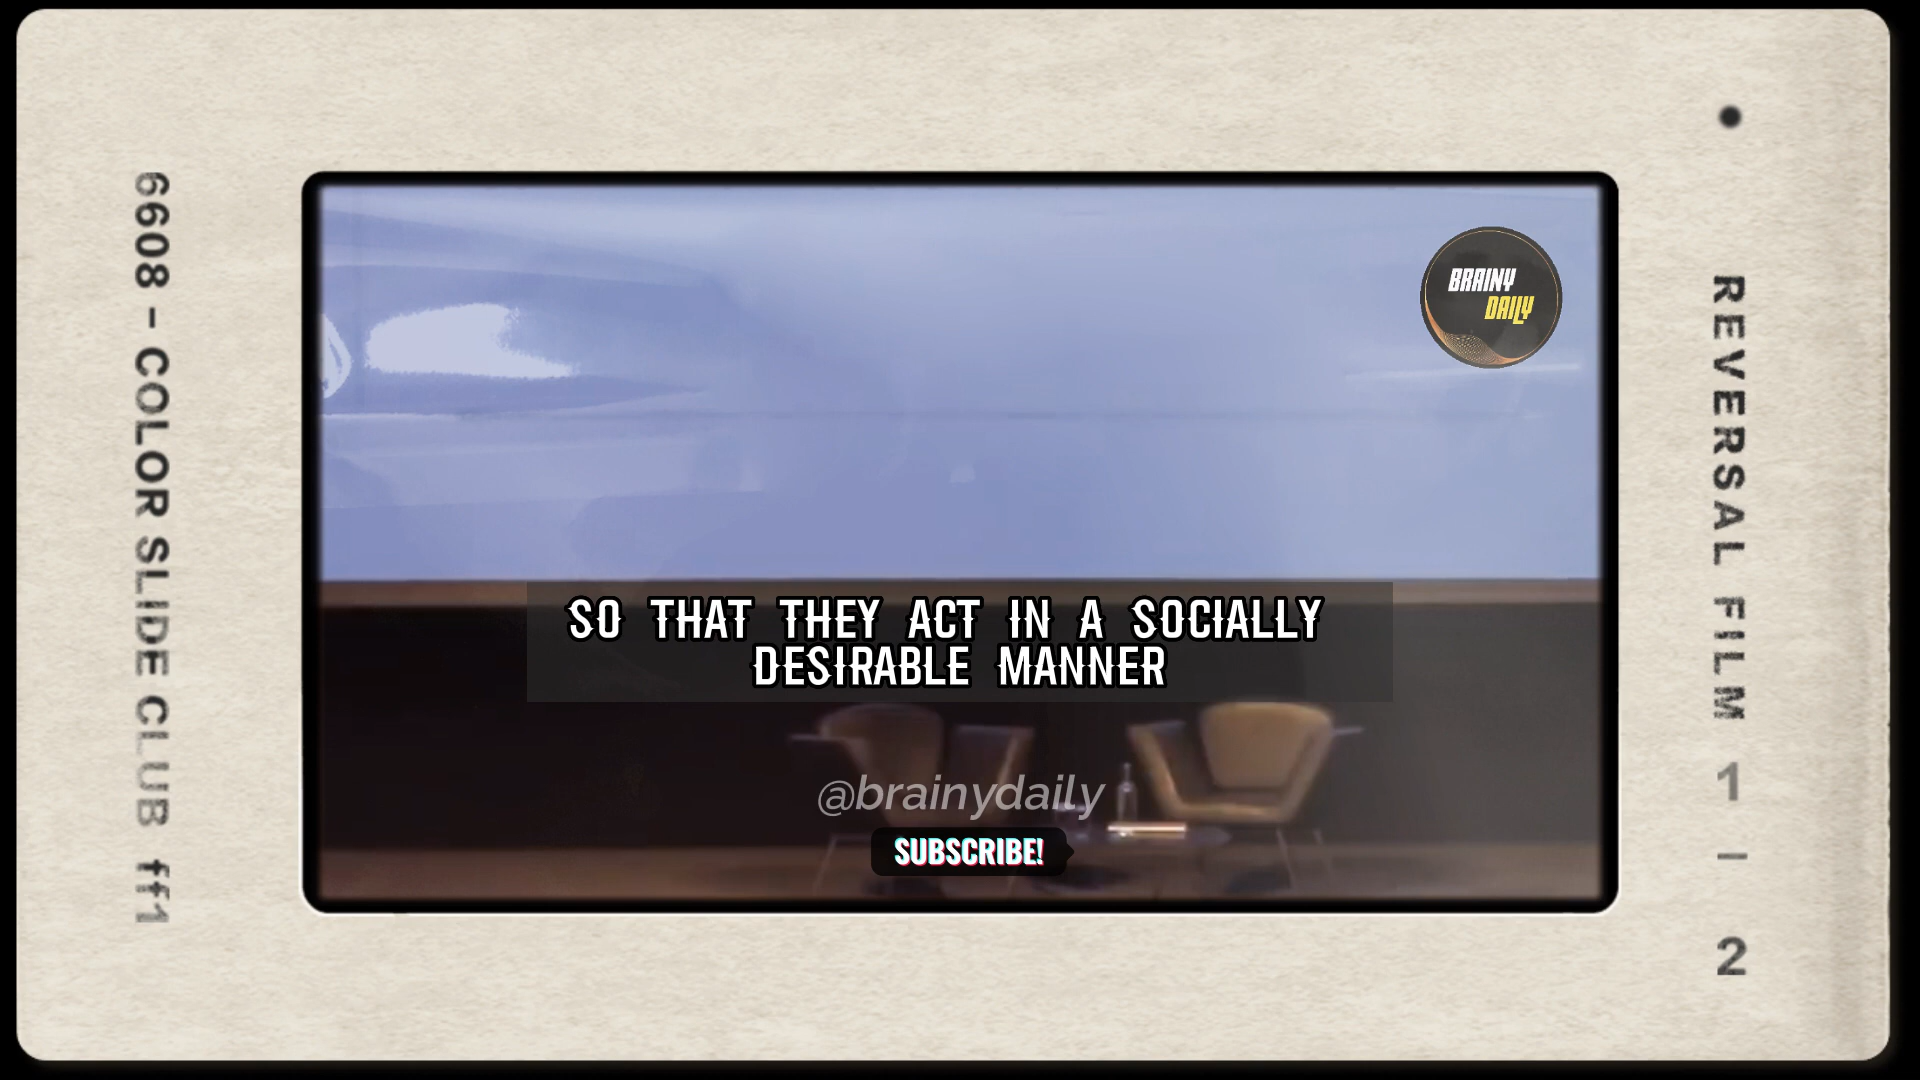 6608 - COLOR SLIDE CLUB ff1
BRAINY
DAILY
SO THAT THEY ACT IN A SOCIALLY
DESIRABLE MANNER
@brainydaily
SUBSCRIBE!
REVERSAL FILM 1 - 2